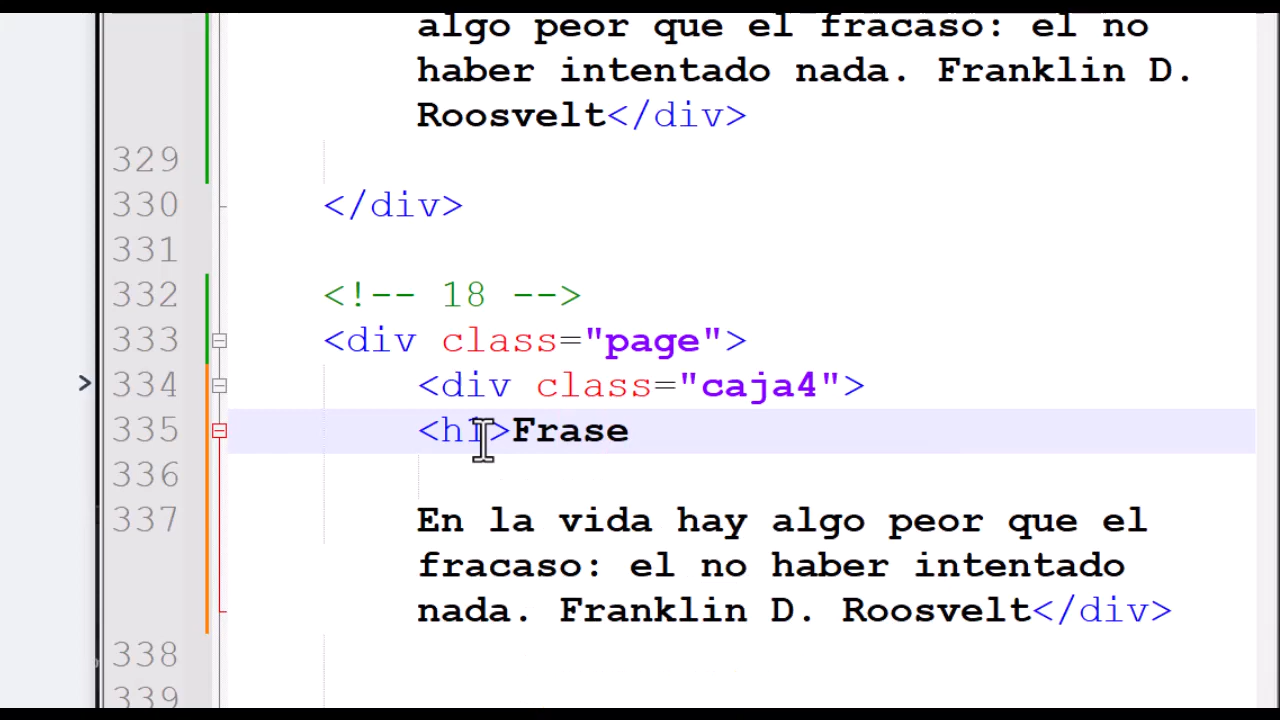 algo peor que el fracaso: el no
haber intentado nada. Franklin D.
Roosvelt</div>
329
330 </div>
331
332 <!-- 18 -->
333 <div class="page">
> 334 <div class="caja4">
335 <h1>Frase
336
337 En la vida hay algo peor que el
fracaso: el no haber intentado
nada. Franklin D. Roosvelt</div>
338
339